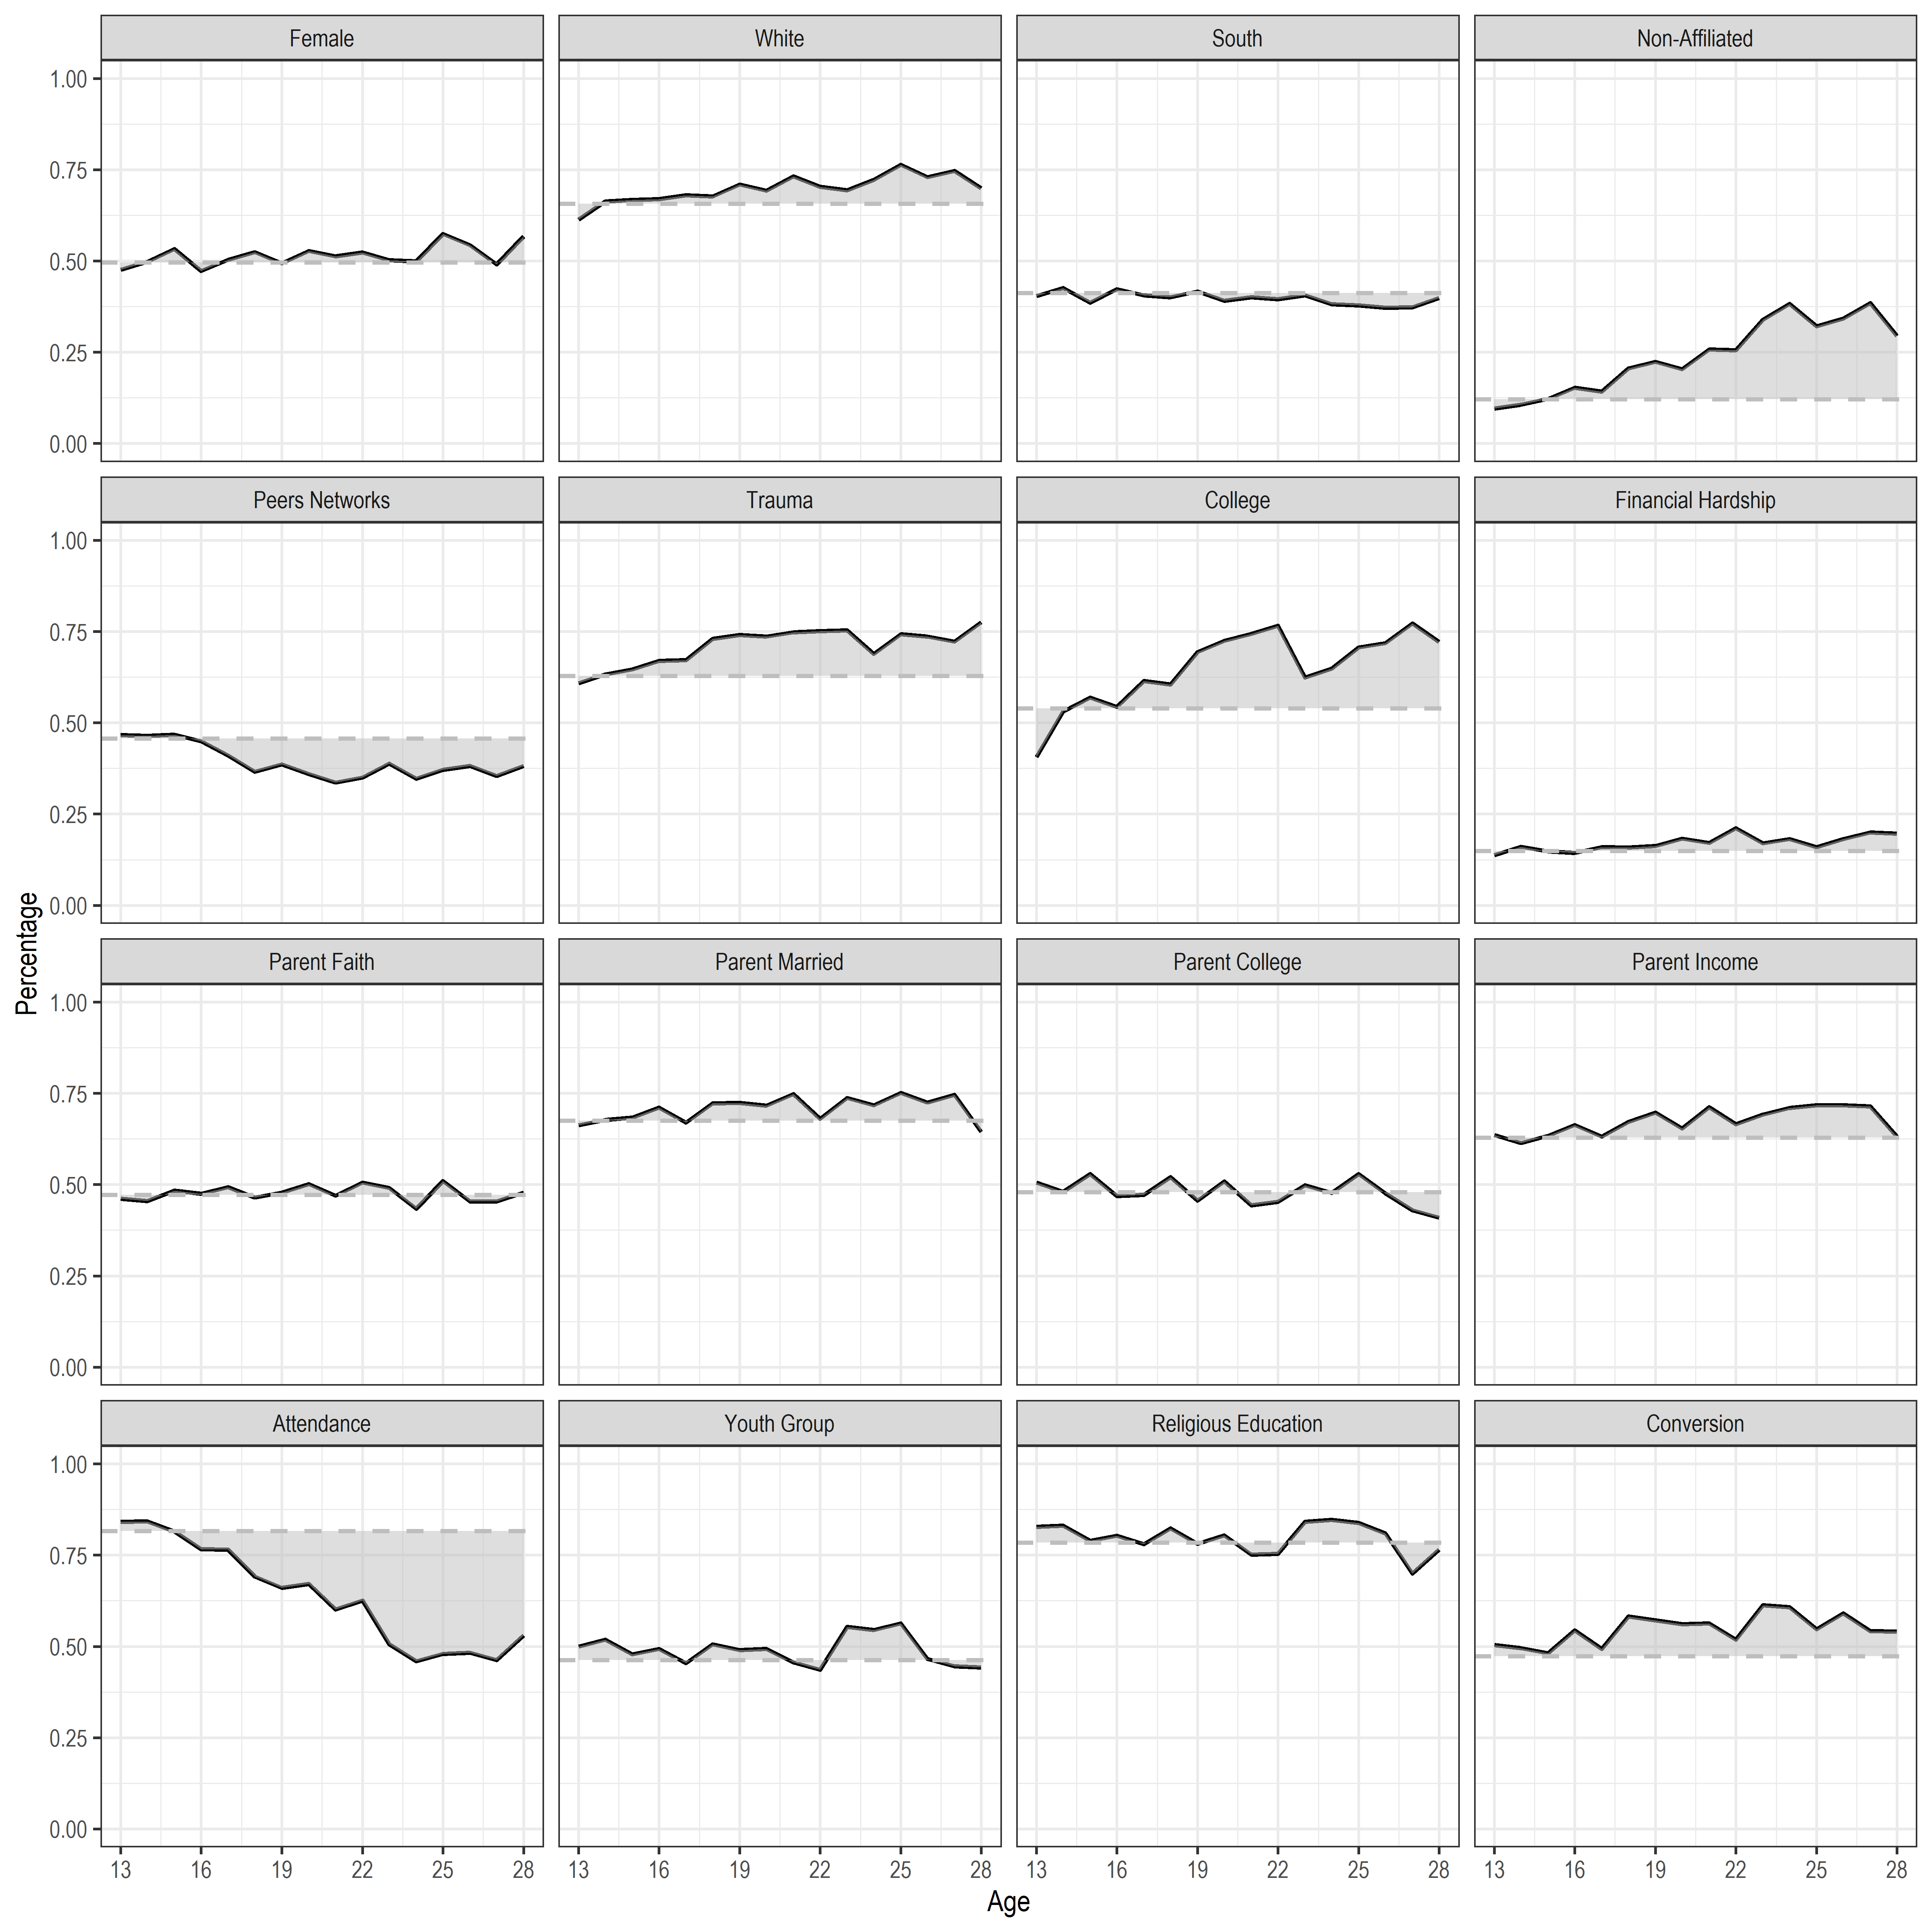 Female White South Non-Affiliated
1.00
0.75
0.50
0.25
0.00
Peers Networks Trauma College Financial Hardship
1.00
0.75
0.50
0.25
0.00
Percentage
Parent Faith Parent Married Parent College Parent Income
1.00
0.75
0.50
0.25
0.00
Attendance Youth Group Religious Education Conversion
1.00
0.75
0.50
0.25
0.00
13 16 19 22 25 28 13 16 19 22 25 28 13 16 19 22 25 28 13 16 19 22 25 28
Age